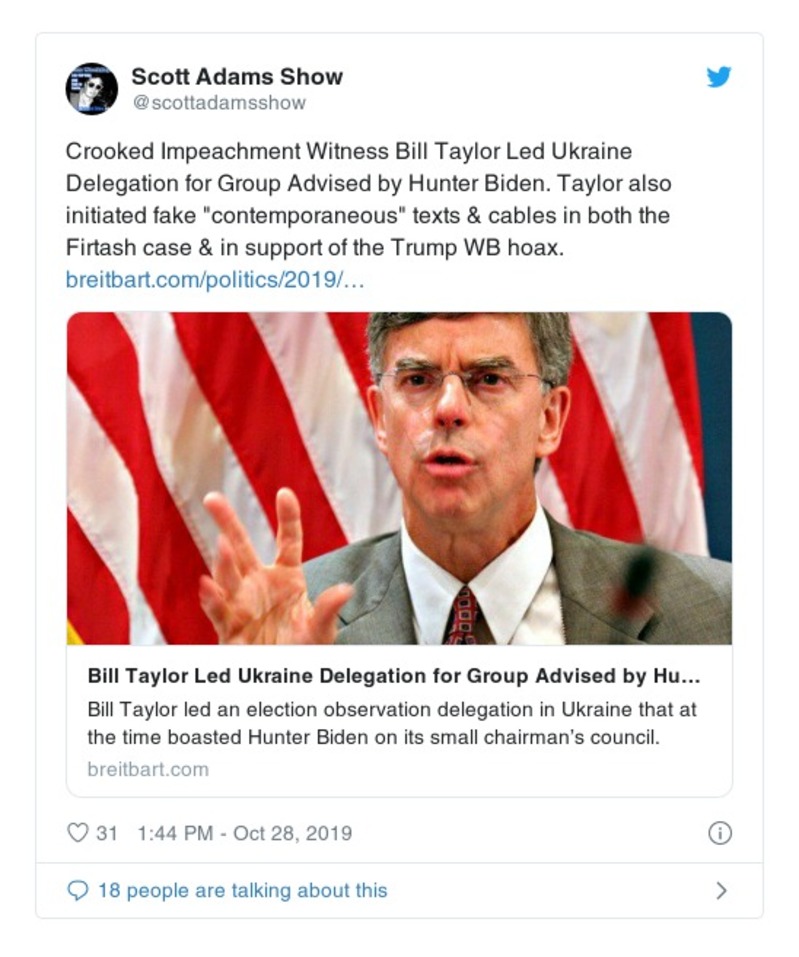 Scott Adams Show
@scottadamsshow
Crooked Impeachment Witness Bill Taylor Led Ukraine
Delegation for Group Advised by Hunter Biden. Taylor also
initiated fake "contemporaneous" texts & cables in both the
Firtash case & in support of the Trump WB hoax.
breitbart.com/politics/2019/…
Bill Taylor Led Ukraine Delegation for Group Advised by Hu...
Bill Taylor led an election observation delegation in Ukraine that at
the time boasted Hunter Biden on its small chairman's council.
breitbart.com
31 1:44 PM - Oct 28, 2019
18 people are talking about this